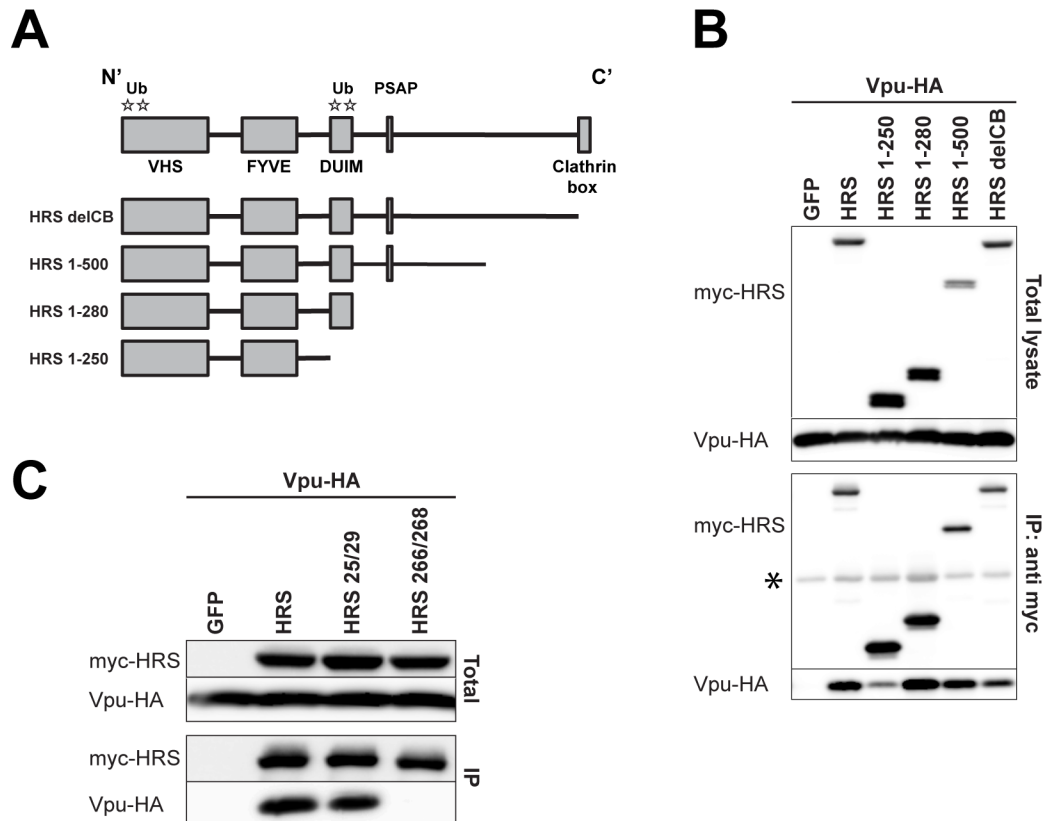 A
N'
C'
Ub
☆☆
Ub
☆☆
PSAP
VHS
FYVE
DUIM
Clathrin
box
HRS delCB
HRS 1-500
HRS 1-280
HRS 1-250
B
Vpu-HA
GFP
HRS
HRS 1-250
HRS 1-280
HRS 1-500
HRS delCB
myc-HRS
Vpu-HA
Total lysate
myc-HRS
*
Vpu-HA
IP: anti myc
C
Vpu-HA
GFP
HRS
HRS 25/29
HRS 266/268
myc-HRS
Vpu-HA
Total
myc-HRS
Vpu-HA
IP